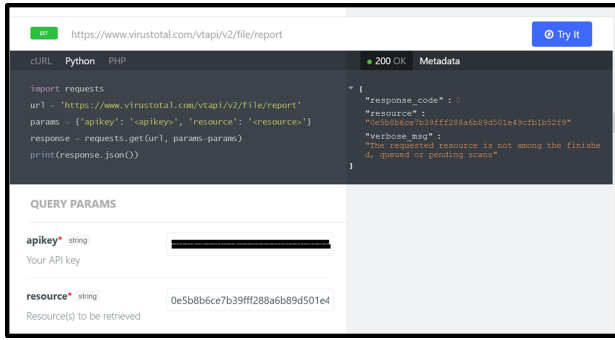 GET https://www.virustotal.com/vtapi/v2/file/report Try It
cURL Python PHP
200 OK Metadata
import requests
url = 'https://www.virustotal.com/vtapi/v2/file/report'
params = {'apikey': '<apikey>', 'resource': '<resource>'}
response = requests.get(url, params=params)
print(response.json())
{
"response_code" : 0
"resource" :
"0e5b8b6ce7b39fff288a6b89d501e49cfb1b52f9"
"verbose_msg" :
"The requested resource is not among the finishe
d, queued or pending scans"
}
QUERY PARAMS
apikey* string
Your API key
resource* string
0e5b8b6ce7b39fff288a6b89d501e4
Resource(s) to be retrieved